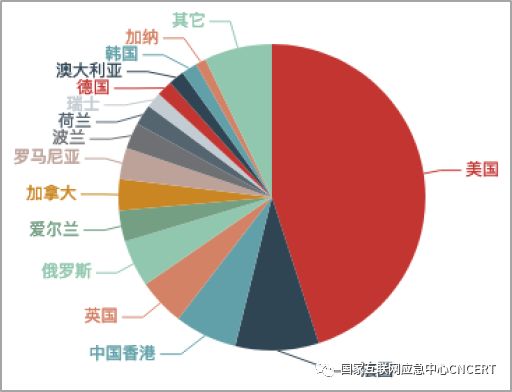 其它
加纳
韩国
澳大利亚
德国
瑞士
荷兰
波兰
罗马尼亚
加拿大
爱尔兰
俄罗斯
英国
中国香港
美国
国家互联网应急中心CNCERT